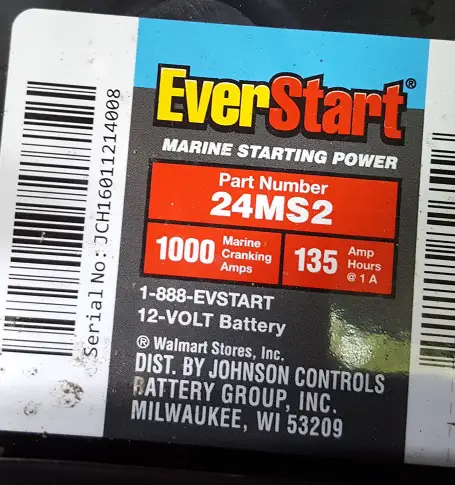 EverStart®
MARINE STARTING POWER
Part Number
24MS2
1000 Marine
Cranking
Amps
135 Amp
Hours
@ 1 A
1-888-EVSTART
12-VOLT Battery
® Walmart Stores, Inc.
DIST. BY JOHNSON CONTROLS
BATTERY GROUP, INC.
MILWAUKEE, WI 53209
Serial No: JCH16011214008